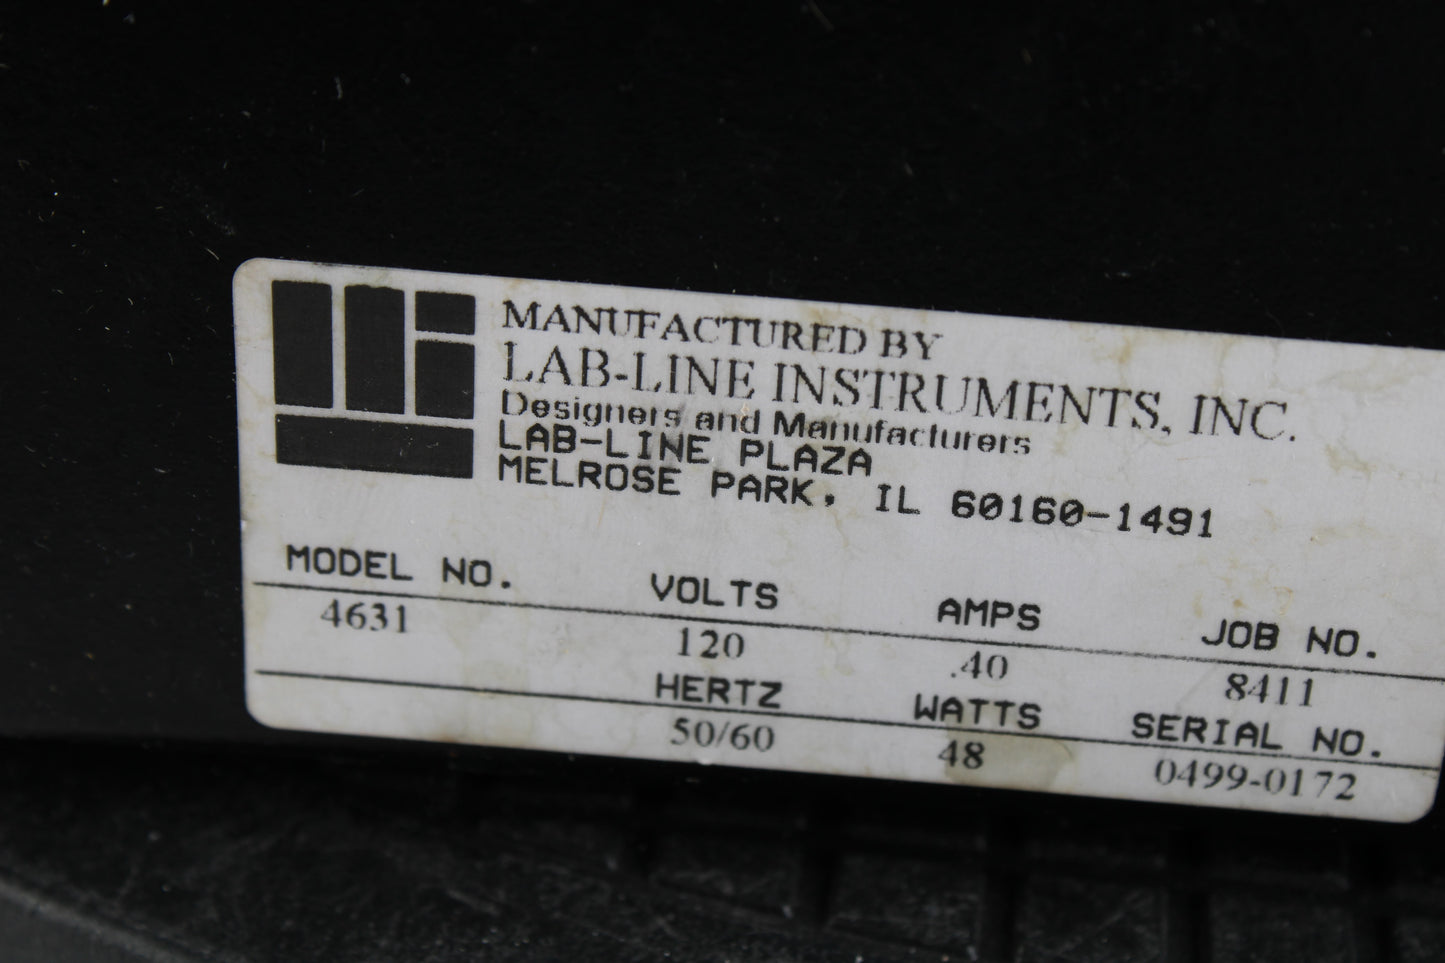 MANUFACTURED BY
LAB-LINE INSTRUMENTS, INC.
Designers and Manufacturers
LAB-LINE PLAZA
MELROSE PARK, IL 60160-1491
MODEL NO. VOLTS AMPS JOB NO.
4631 120 .40 8411
HERTZ WATTS SERIAL NO.
50/60 48 0499-0172